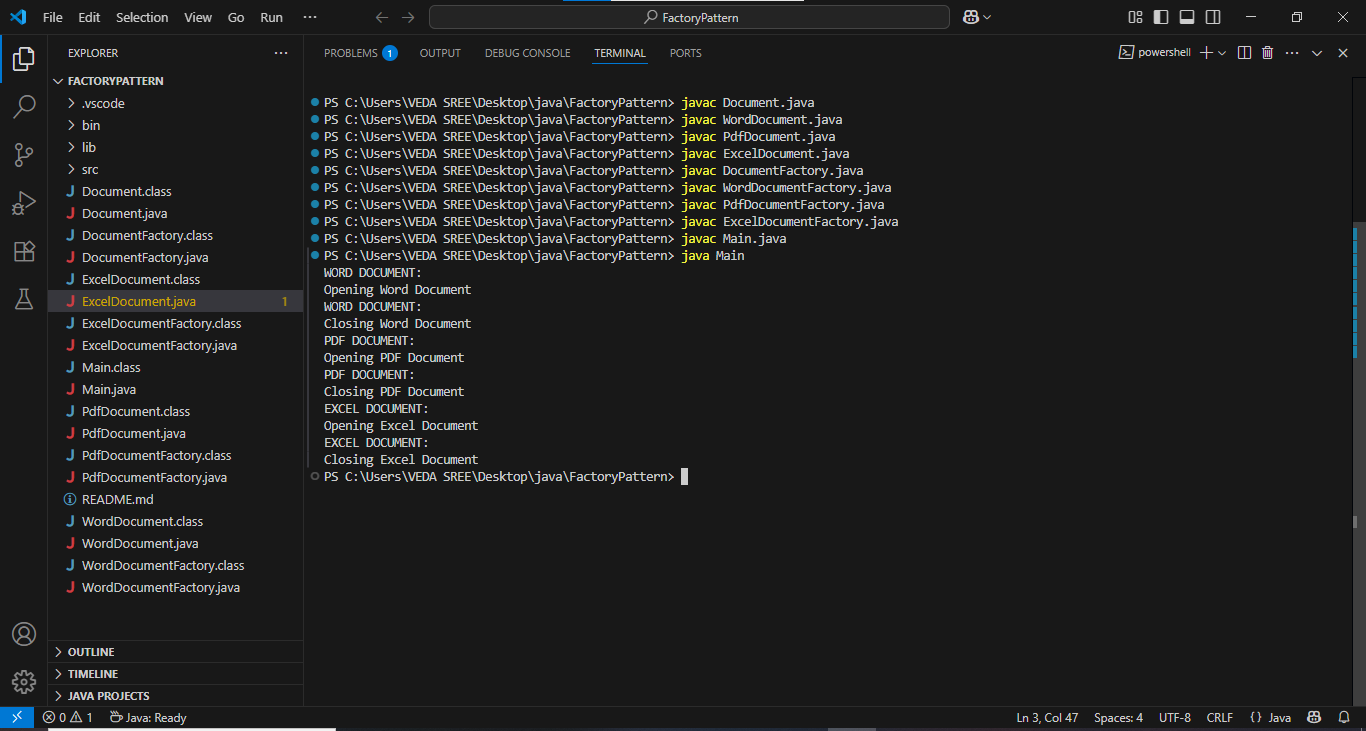 File Edit Selection View Go Run ···
FactoryPattern
EXPLORER ···
FACTORYPATTERN
.vscode
bin
lib
src
J Document.class
J Document.java
J DocumentFactory.class
J DocumentFactory.java
J ExcelDocument.class
J ExcelDocument.java 1
J ExcelDocumentFactory.class
J ExcelDocumentFactory.java
J Main.class
J Main.java
J PdfDocument.class
J PdfDocument.java
J PdfDocumentFactory.class
J PdfDocumentFactory.java
README.md
J WordDocument.class
J WordDocument.java
J WordDocumentFactory.class
J WordDocumentFactory.java
OUTLINE
TIMELINE
JAVA PROJECTS
PROBLEMS 1 OUTPUT DEBUG CONSOLE TERMINAL PORTS
powershell
PS C:\Users\VEDA SREE\Desktop\java\FactoryPattern> javac Document.java
PS C:\Users\VEDA SREE\Desktop\java\FactoryPattern> javac WordDocument.java
PS C:\Users\VEDA SREE\Desktop\java\FactoryPattern> javac PdfDocument.java
PS C:\Users\VEDA SREE\Desktop\java\FactoryPattern> javac ExcelDocument.java
PS C:\Users\VEDA SREE\Desktop\java\FactoryPattern> javac DocumentFactory.java
PS C:\Users\VEDA SREE\Desktop\java\FactoryPattern> javac WordDocumentFactory.java
PS C:\Users\VEDA SREE\Desktop\java\FactoryPattern> javac PdfDocumentFactory.java
PS C:\Users\VEDA SREE\Desktop\java\FactoryPattern> javac ExcelDocumentFactory.java
PS C:\Users\VEDA SREE\Desktop\java\FactoryPattern> javac Main.java
PS C:\Users\VEDA SREE\Desktop\java\FactoryPattern> java Main
WORD DOCUMENT:
Opening Word Document
WORD DOCUMENT:
Closing Word Document
PDF DOCUMENT:
Opening PDF Document
PDF DOCUMENT:
Closing PDF Document
EXCEL DOCUMENT:
Opening Excel Document
EXCEL DOCUMENT:
Closing Excel Document
PS C:\Users\VEDA SREE\Desktop\java\FactoryPattern>
0 1 Java: Ready
Ln 3, Col 47 Spaces: 4 UTF-8 CRLF {} Java